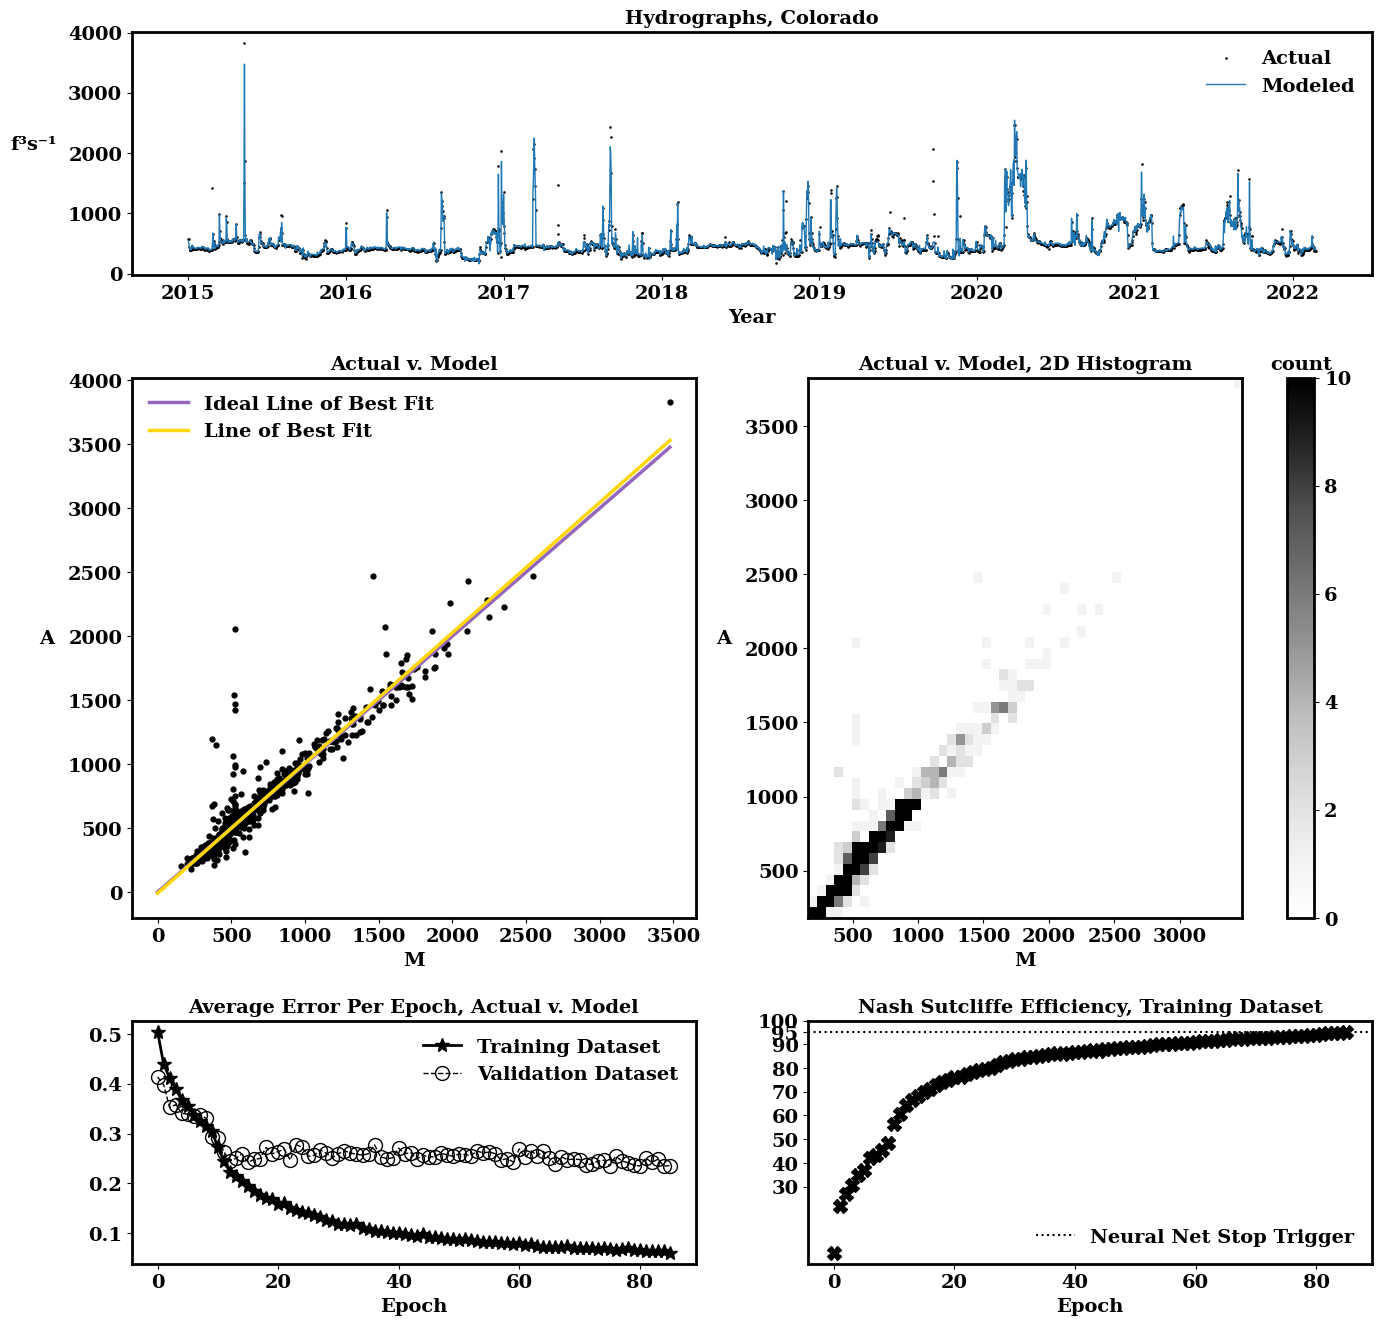 Hydrographs, Colorado
4000
3000
2000
1000
0
f³s⁻¹
Actual
Modeled
2015 2016 2017 2018 2019 2020 2021 2022
Year
Actual v. Model
4000
3500
3000
2500
2000
1500
1000
500
0
A
Ideal Line of Best Fit
Line of Best Fit
0 500 1000 1500 2000 2500 3000 3500
M
Actual v. Model, 2D Histogram
3500
3000
2500
2000
1500
1000
500
A
500 1000 1500 2000 2500 3000
M
count
10
8
6
4
2
0
Average Error Per Epoch, Actual v. Model
0.5
0.4
0.3
0.2
0.1
Training Dataset
Validation Dataset
0 20 40 60 80
Epoch
Nash Sutcliffe Efficiency, Training Dataset
100
95
90
80
70
60
50
40
30
Neural Net Stop Trigger
0 20 40 60 80
Epoch